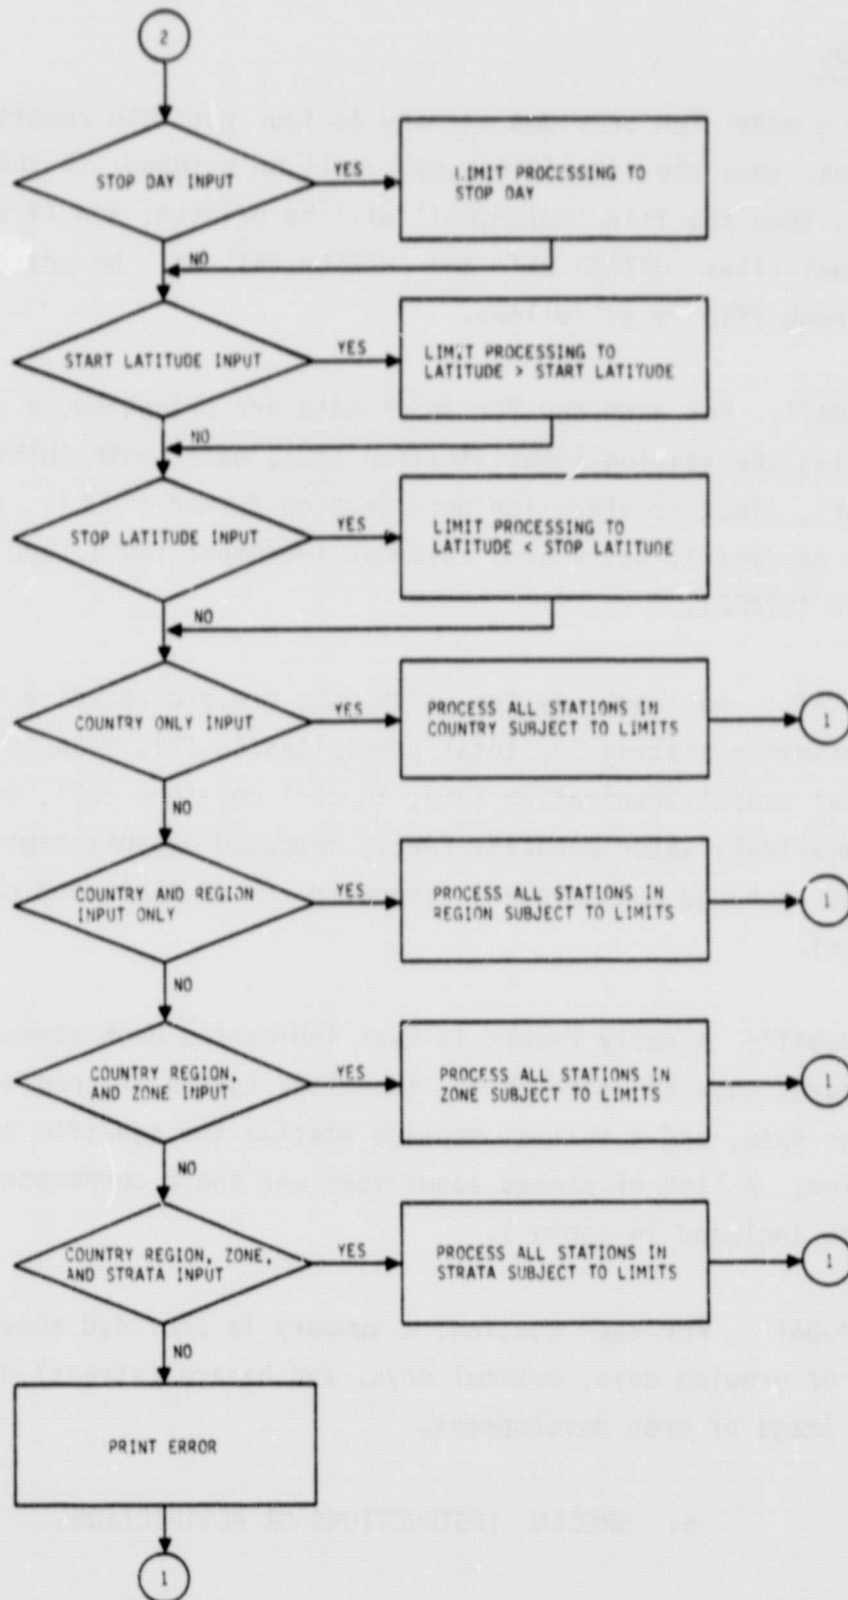 2
STOP DAY INPUT
YES
LIMIT PROCESSING TO
STOP DAY
NO
START LATITUDE INPUT
YES
LIMIT PROCESSING TO
LATITUDE > START LATITUDE
NO
STOP LATITUDE INPUT
YES
LIMIT PROCESSING TO
LATITUDE < STOP LATITUDE
NO
COUNTRY ONLY INPUT
YES
PROCESS ALL STATIONS IN
COUNTRY SUBJECT TO LIMITS
1
NO
COUNTRY AND REGION
INPUT ONLY
YES
PROCESS ALL STATIONS IN
REGION SUBJECT TO LIMITS
1
NO
COUNTRY REGION,
AND ZONE INPUT
YES
PROCESS ALL STATIONS IN
ZONE SUBJECT TO LIMITS
1
NO
COUNTRY REGION, ZONE,
AND STRATA INPUT
YES
PROCESS ALL STATIONS IN
STRATA SUBJECT TO LIMITS
1
NO
PRINT ERROR
1